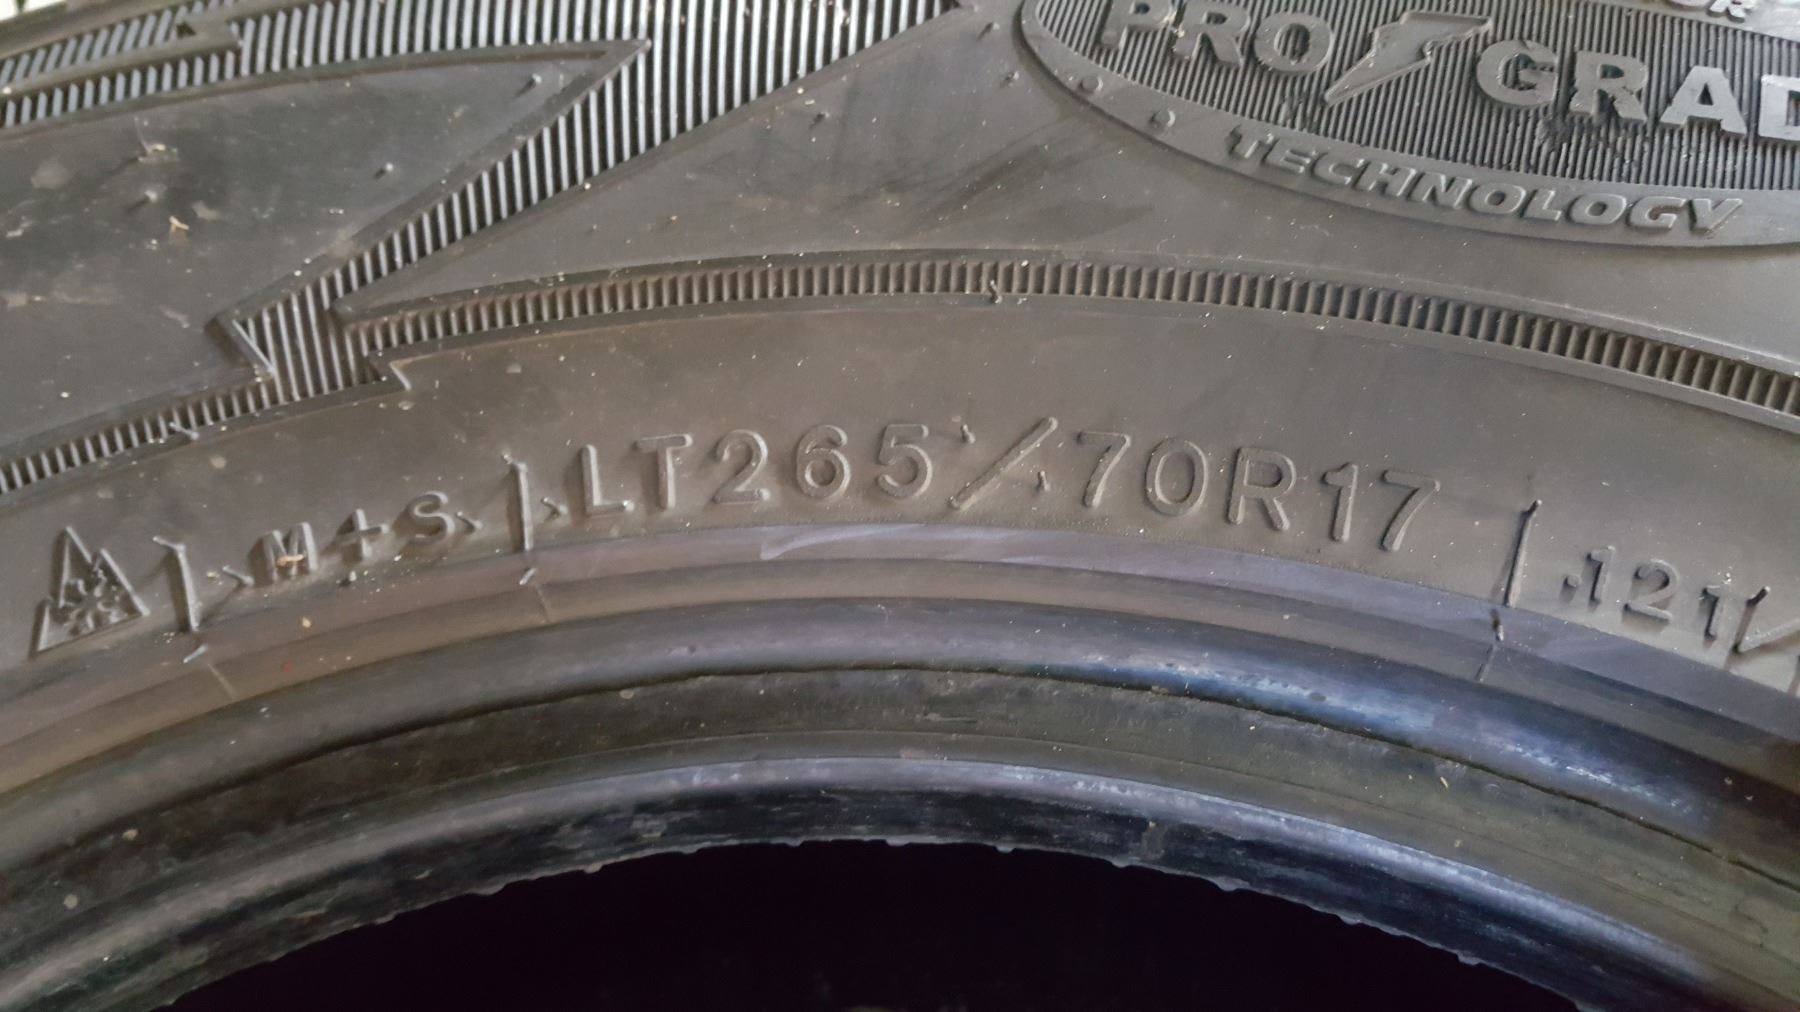 PRO GRAD
TECHNOLOGY
M+S LT265/70R17 121/